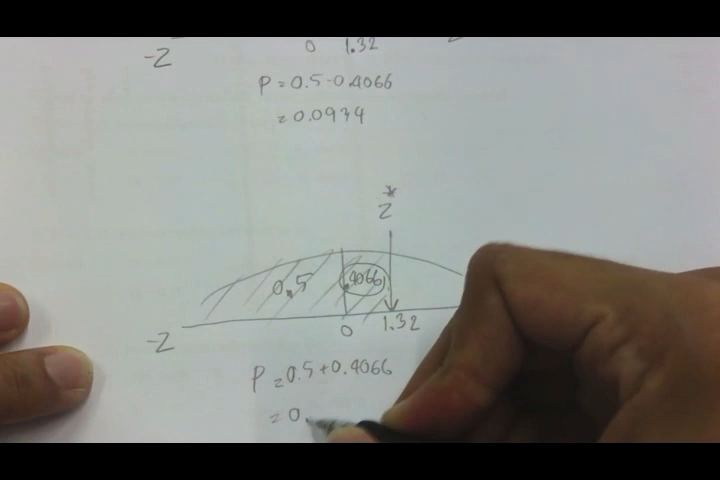 0 1.32
-Z
P = 0.5 - 0.4066
= 0.0934
Z*
0.5 .4066
-Z 0 1.32
P = 0.5 + 0.4066
= 0.